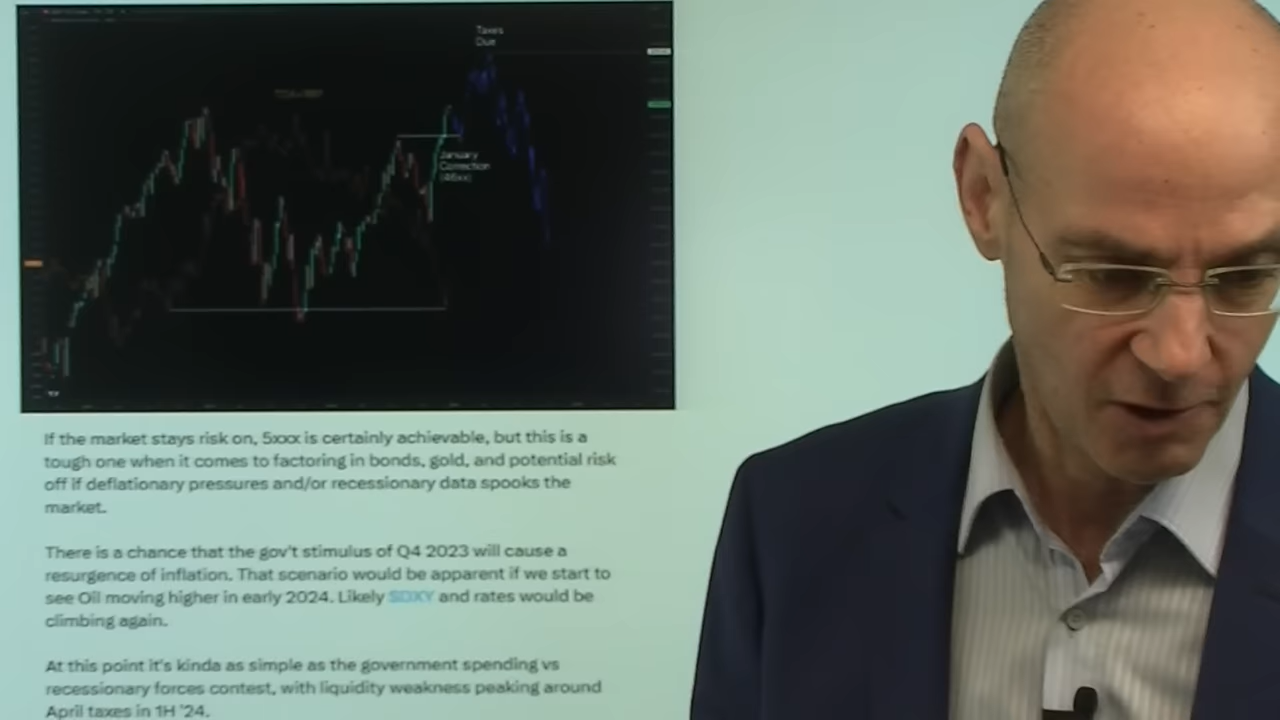 Taxes
Due
January
Correction
(46xx)
If the market stays risk on, 5xxx is certainly achievable, but this is a
tough one when it comes to factoring in bonds, gold, and potential risk
off if deflationary pressures and/or recessionary data spooks the
market.
There is a chance that the gov't stimulus of Q4 2023 will cause a
resurgence of inflation. That scenario would be apparent if we start to
see Oil moving higher in early 2024. Likely $DXY and rates would be
climbing again.
At this point it's kinda as simple as the government spending vs
recessionary forces contest, with liquidity weakness peaking around
April taxes in 1H '24.